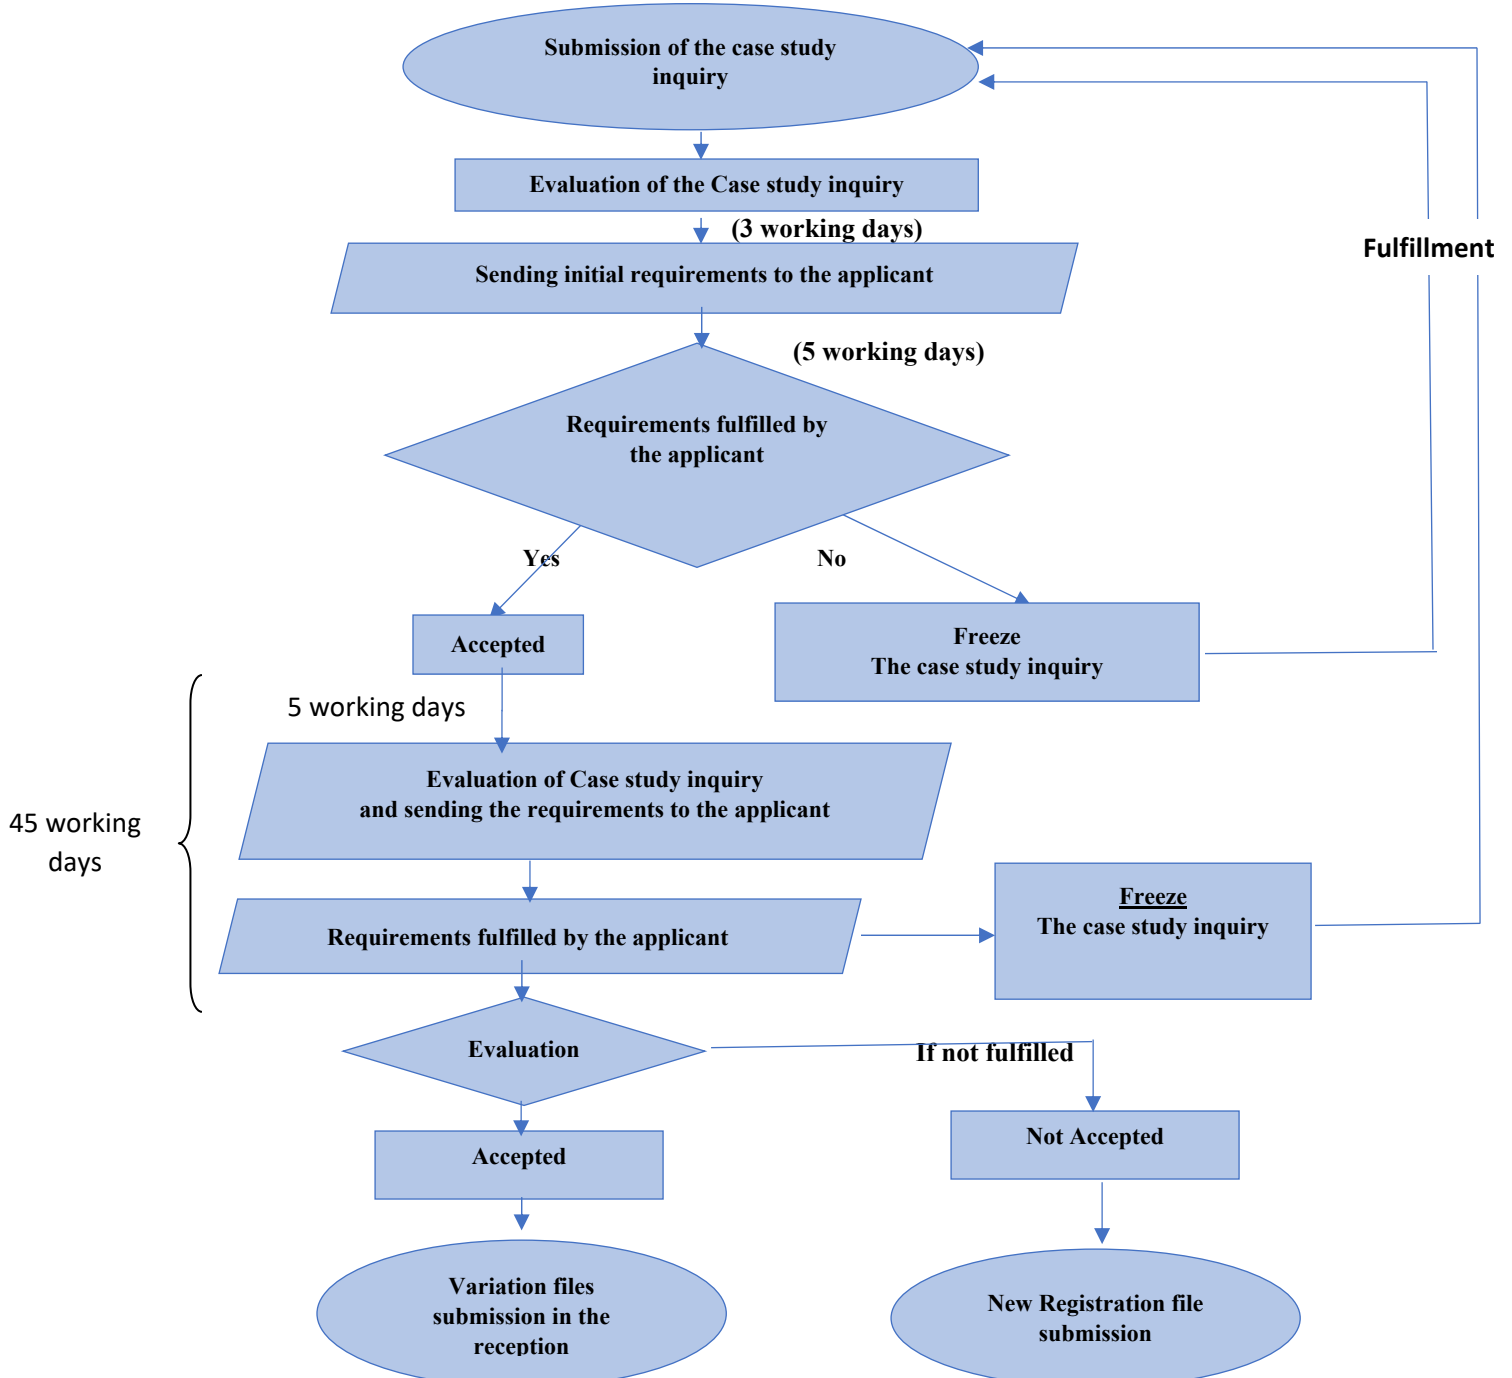 Submission of the case study
inquiry
Evaluation of the Case study inquiry
(3 working days)
Fulfillment
Sending initial requirements to the applicant
(5 working days)
Requirements fulfilled by
the applicant
Yes
No
Accepted
Freeze
The case study inquiry
5 working days
Evaluation of Case study inquiry
and sending the requirements to the applicant
45 working
days
Requirements fulfilled by the applicant
Freeze
The case study inquiry
Evaluation
If not fulfilled
Accepted
Not Accepted
Variation files
submission in the
reception
New Registration file
submission